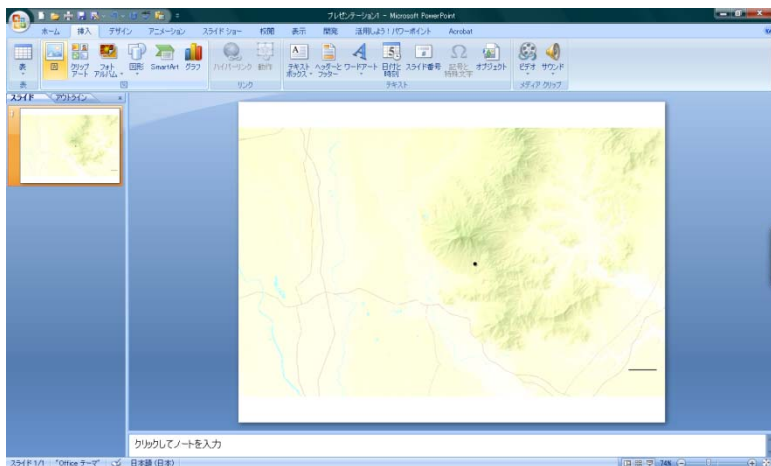 プレゼンテーション1 - Microsoft PowerPoint
ホーム 挿入 デザイン アニメーション スライド ショー 校閲 表示 開発 活用しよう!パワーポイント Acrobat
表 図 クリップ アート フォト アルバム 図形 SmartArt グラフ ハイパーリンク 動作 テキスト ボックス ヘッダーと フッター ワードアート 日付と 時刻 スライド番号 記号と 特殊文字 オブジェクト ビデオ サウンド
表 図 リンク テキスト メディア クリップ
スライド アウトライン
1
クリックしてノートを入力
スライド 1/1 "Office テーマ" 日本語 (日本) 74%